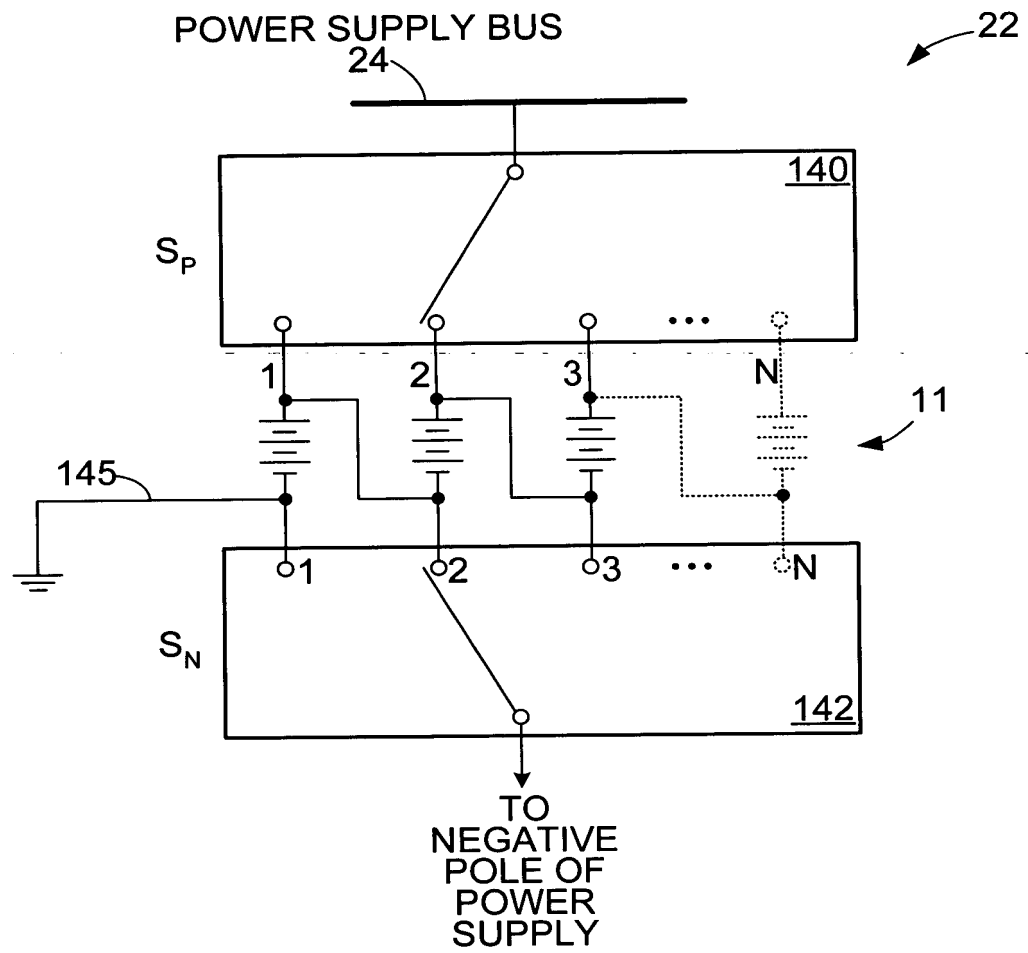 POWER SUPPLY BUS
22
24
140
S_P
•••
1
2
3
N
11
145
1
2
3
•••
N
S_N
142
TO
NEGATIVE
POLE OF
POWER
SUPPLY